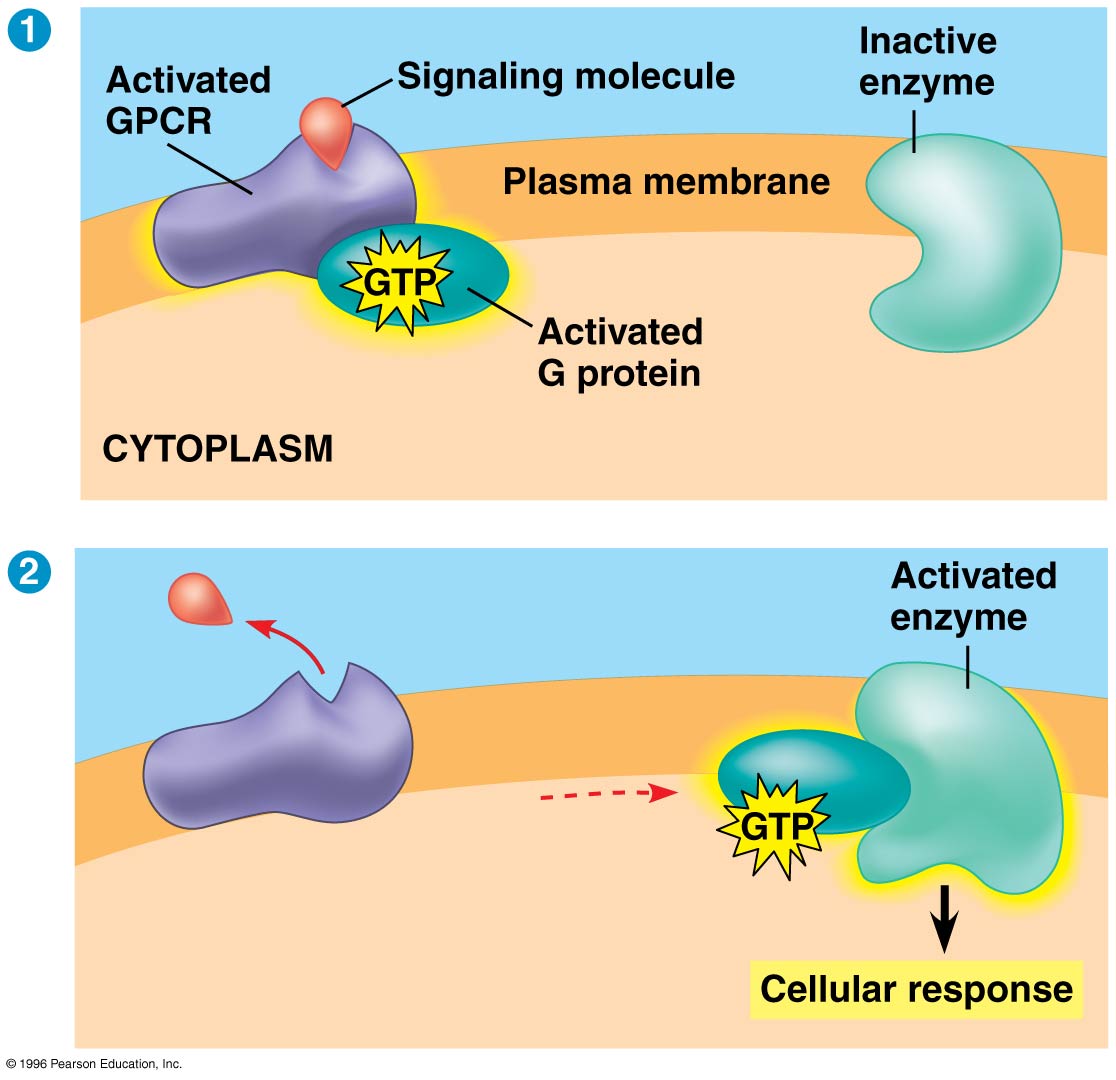 1
Activated
GPCR
Signaling molecule
Inactive
enzyme
Plasma membrane
GTP
Activated
G protein
CYTOPLASM
2
Activated
enzyme
GTP
Cellular response
© 1996 Pearson Education, Inc.